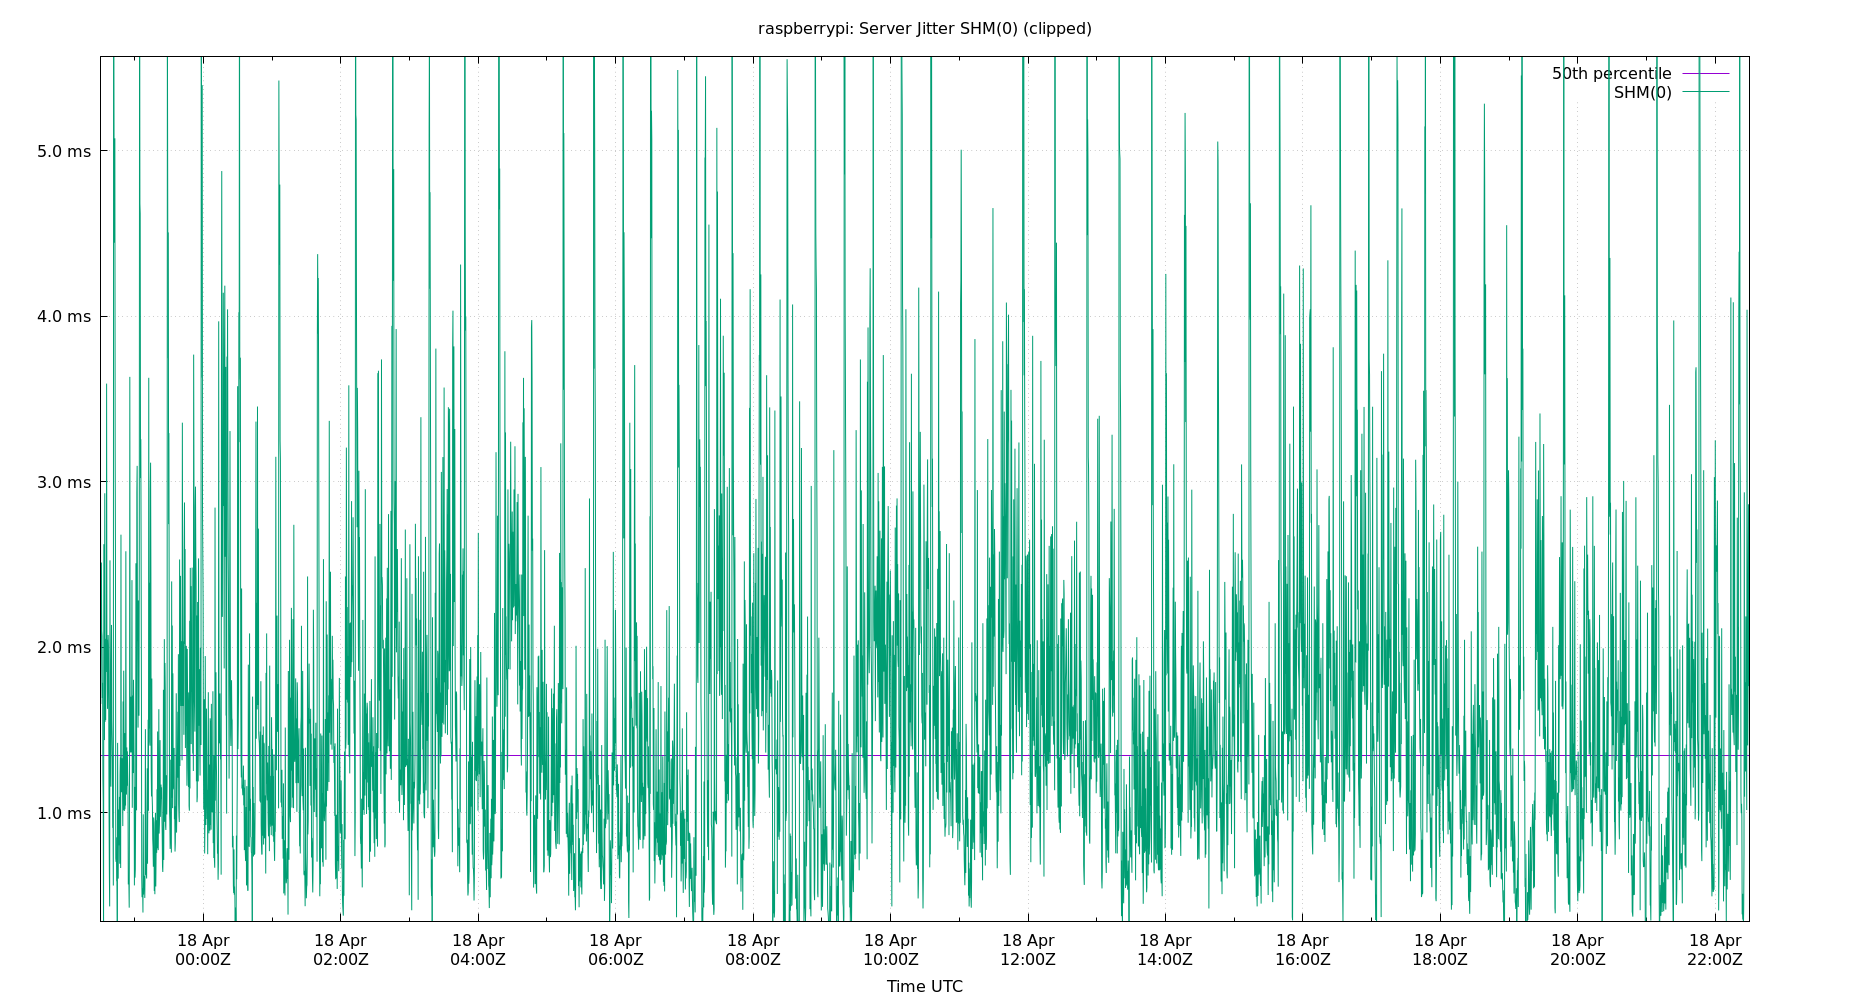 raspberrypi: Server Jitter SHM(0) (clipped)
50th percentile
SHM(0)
5.0 ms
4.0 ms
3.0 ms
2.0 ms
1.0 ms
18 Apr 18 Apr 18 Apr 18 Apr 18 Apr 18 Apr 18 Apr 18 Apr 18 Apr 18 Apr 18 Apr 18 Apr
00:00Z 02:00Z 04:00Z 06:00Z 08:00Z 10:00Z 12:00Z 14:00Z 16:00Z 18:00Z 20:00Z 22:00Z
Time UTC